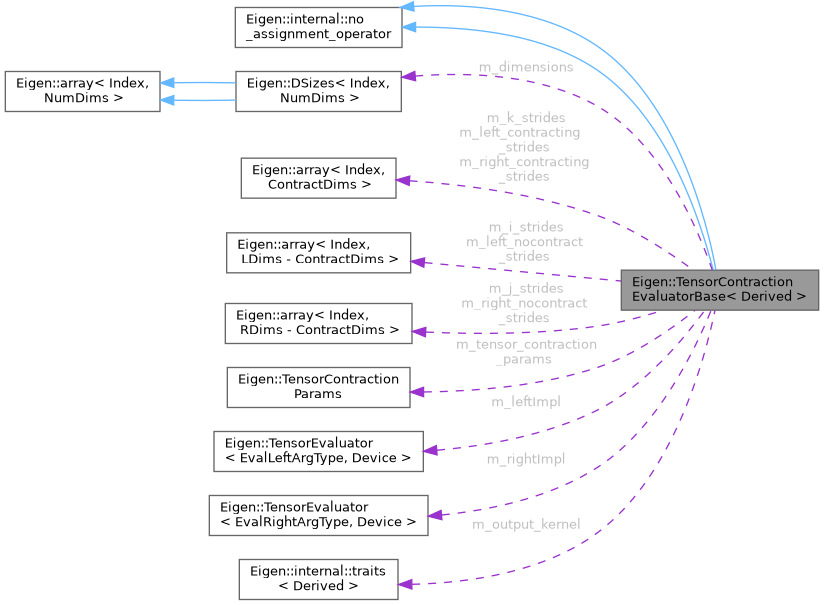 Eigen::internal::no
_assignment_operator
Eigen::array< Index,
NumDims >
Eigen::DSizes< Index,
NumDims >
m_dimensions
Eigen::array< Index,
ContractDims >
m_k_strides
m_left_contracting
_strides
m_right_contracting
_strides
Eigen::array< Index,
LDims - ContractDims >
m_i_strides
m_left_nocontract
_strides
Eigen::TensorContraction
EvaluatorBase< Derived >
Eigen::array< Index,
RDims - ContractDims >
m_j_strides
m_right_nocontract
_strides
Eigen::TensorContraction
Params
m_tensor_contraction
_params
Eigen::TensorEvaluator
< EvalLeftArgType, Device >
m_leftImpl
Eigen::TensorEvaluator
< EvalRightArgType, Device >
m_rightImpl
Eigen::internal::traits
< Derived >
m_output_kernel